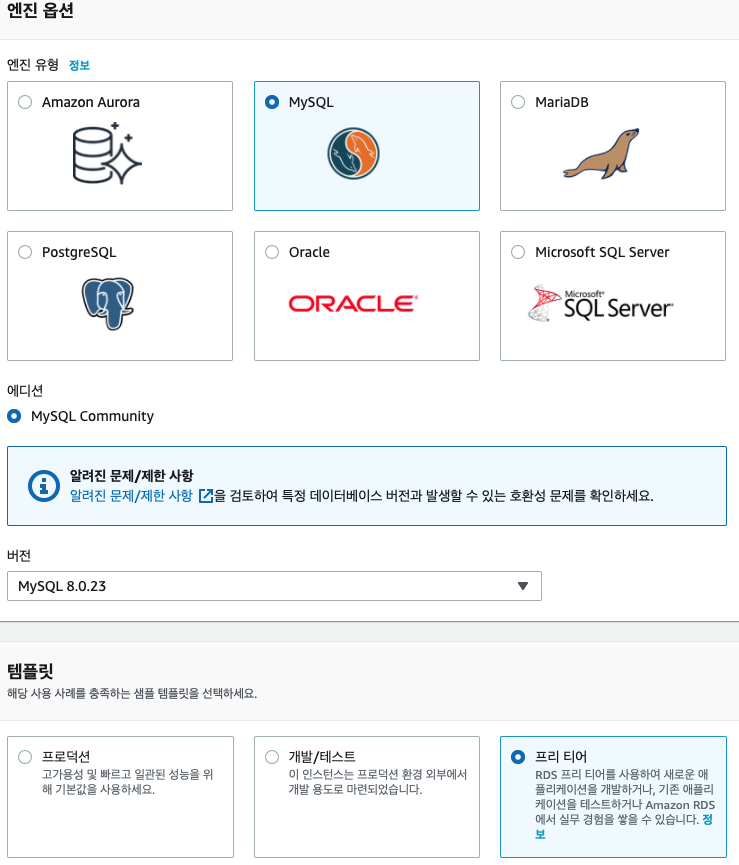 엔진 옵션
엔진 유형 정보
Amazon Aurora
MySQL
MariaDB
PostgreSQL
Oracle
Microsoft SQL Server
ORACLE
Microsoft
SQL Server
에디션
MySQL Community
알려진 문제/제한 사항
알려진 문제/제한 사항 을 검토하여 특정 데이터베이스 버전과 발생할 수 있는 호환성 문제를 확인하세요.
버전
MySQL 8.0.23
템플릿
해당 사용 사례를 충족하는 샘플 템플릿을 선택하세요.
프로덕션
고가용성 및 빠르고 일관된 성능을 위
해 기본값을 사용하세요.
개발/테스트
이 인스턴스는 프로덕션 환경 외부에서
개발 용도로 마련되었습니다.
프리 티어
RDS 프리 티어를 사용하여 새로운 애
플리케이션을 개발하거나, 기존 애플리
케이션을 테스트하거나 Amazon RDS
에서 실무 경험을 쌓을 수 있습니다. 정
보